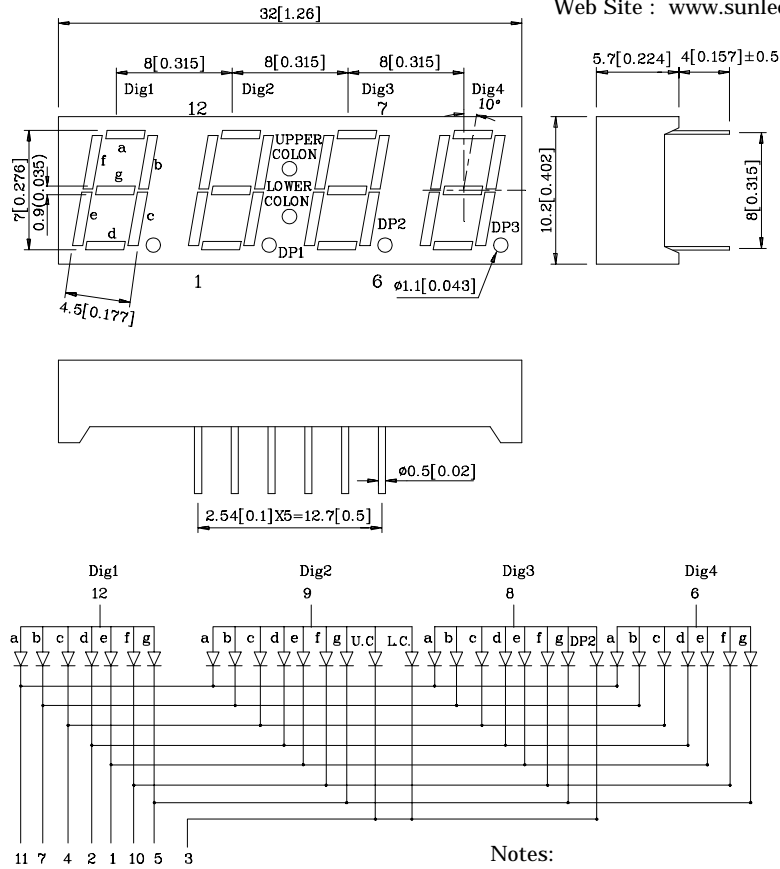 Web Site : www.sunle
32[1.26]
8[0.315] 8[0.315] 8[0.315]
5.7[0.224] 4[0.157]±0.5
Dig1 Dig2 Dig3 Dig4
12 7 10°
a b c d e f g
UPPER
COLON
LOWER
COLON
DP1 DP2 DP3
7[0.276]
0.9(0.035)
10.2[0.402]
8[0.315]
1 6
4.5[0.177]
ø1.1[0.043]
ø0.5[0.02]
2.54[0.1]X5=12.7[0.5]
Dig1 Dig2 Dig3 Dig4
12 9 8 6
a b c d e f g a b c d e f g U.C L.C. a b c d e f g DP2 a b c d e f g
11 7 4 2 1 10 5 3
Notes: